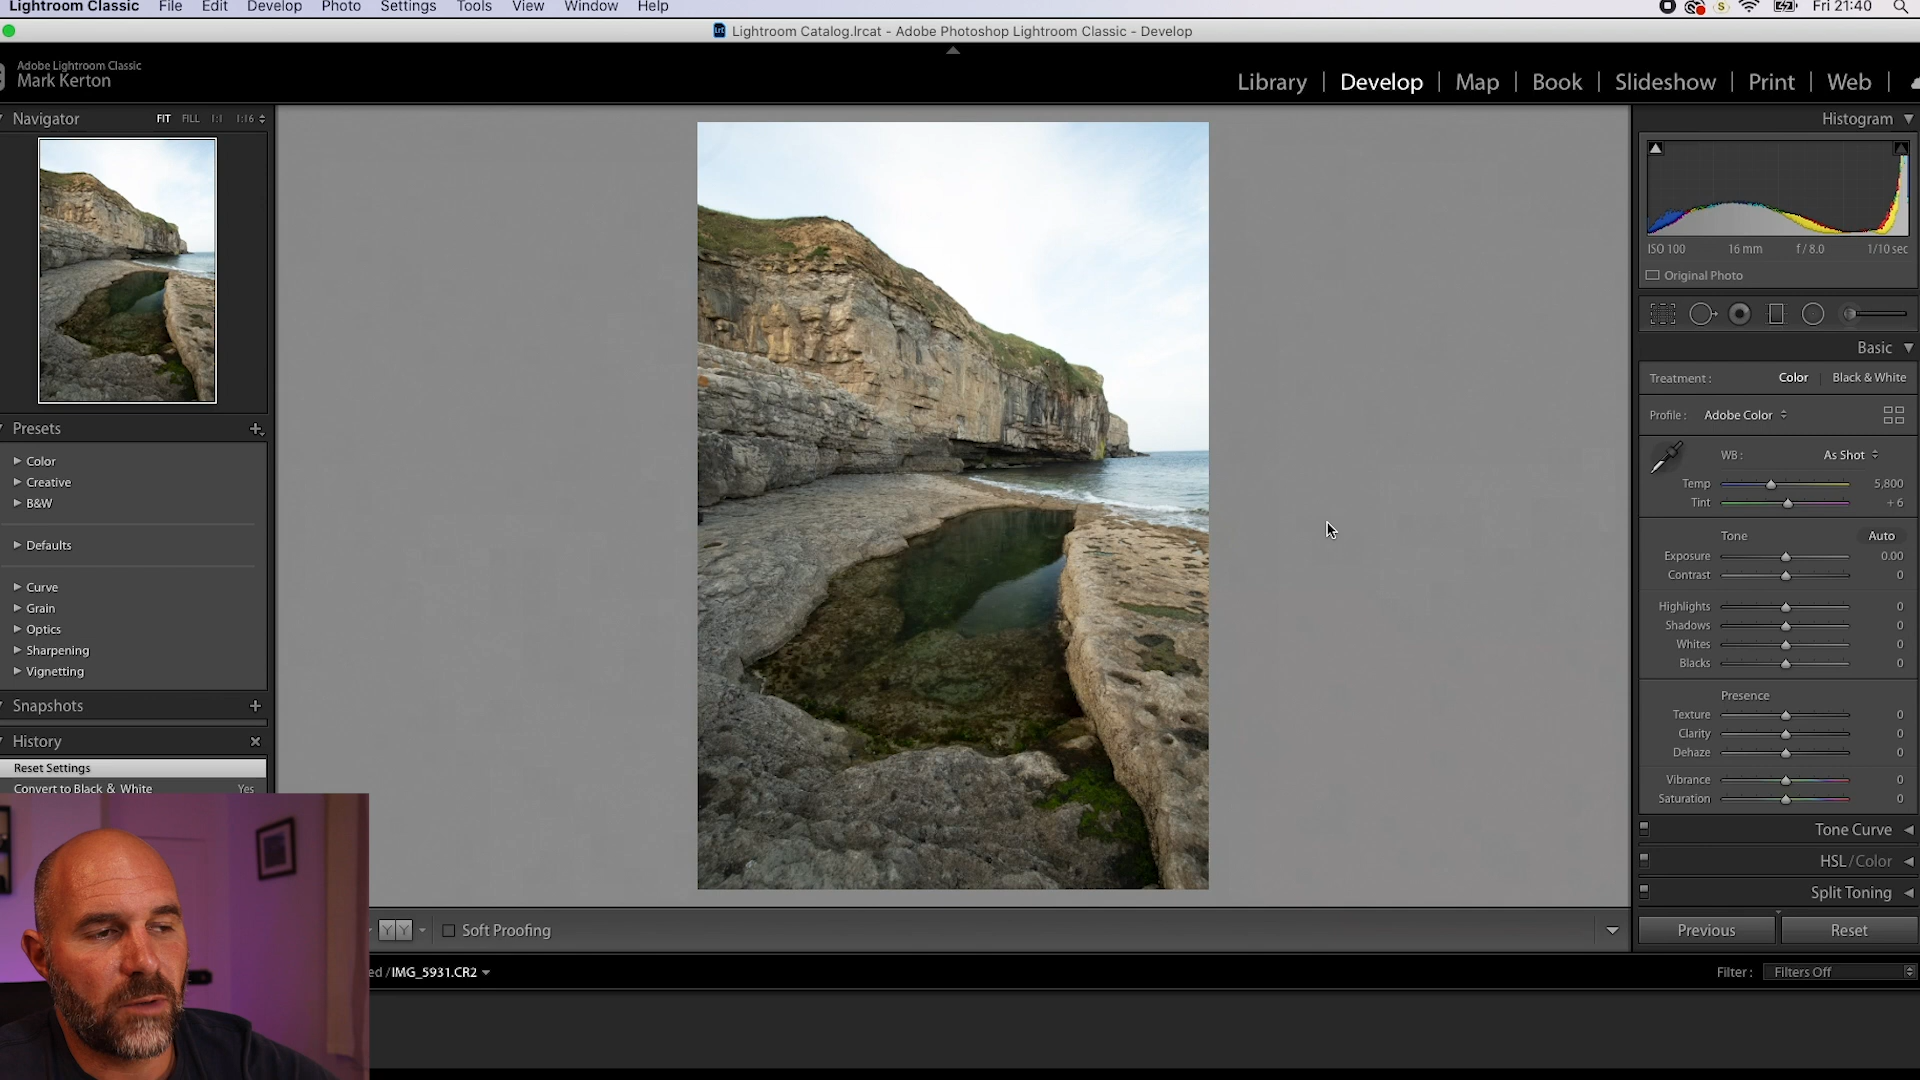 Lightroom Classic File Edit Develop Photo Settings Tools View Window Help S Fri 21:40
Lrc Lightroom Catalog.lrcat - Adobe Photoshop Lightroom Classic - Develop
Adobe Lightroom Classic
Mark Kerton
Library | Develop | Map | Book | Slideshow | Print | Web |
Navigator FIT FILL 1:1 1:16
Presets +
Color
Creative
B&W
Defaults
Curve
Grain
Optics
Sharpening
Vignetting
Snapshots +
History ×
Reset Settings
Convert to Black & White Yes
YY Soft Proofing
ed / IMG_5931.CR2
Histogram
ISO 100 16 mm f / 8.0 1/10 sec
Original Photo
Basic
Treatment : Color Black & White
Profile : Adobe Color
WB : As Shot
Temp 5,800
Tint + 6
Tone Auto
Exposure 0.00
Contrast 0
Highlights 0
Shadows 0
Whites 0
Blacks 0
Presence
Texture 0
Clarity 0
Dehaze 0
Vibrance 0
Saturation 0
Tone Curve
HSL / Color
Split Toning
Previous Reset
Filter : Filters Off